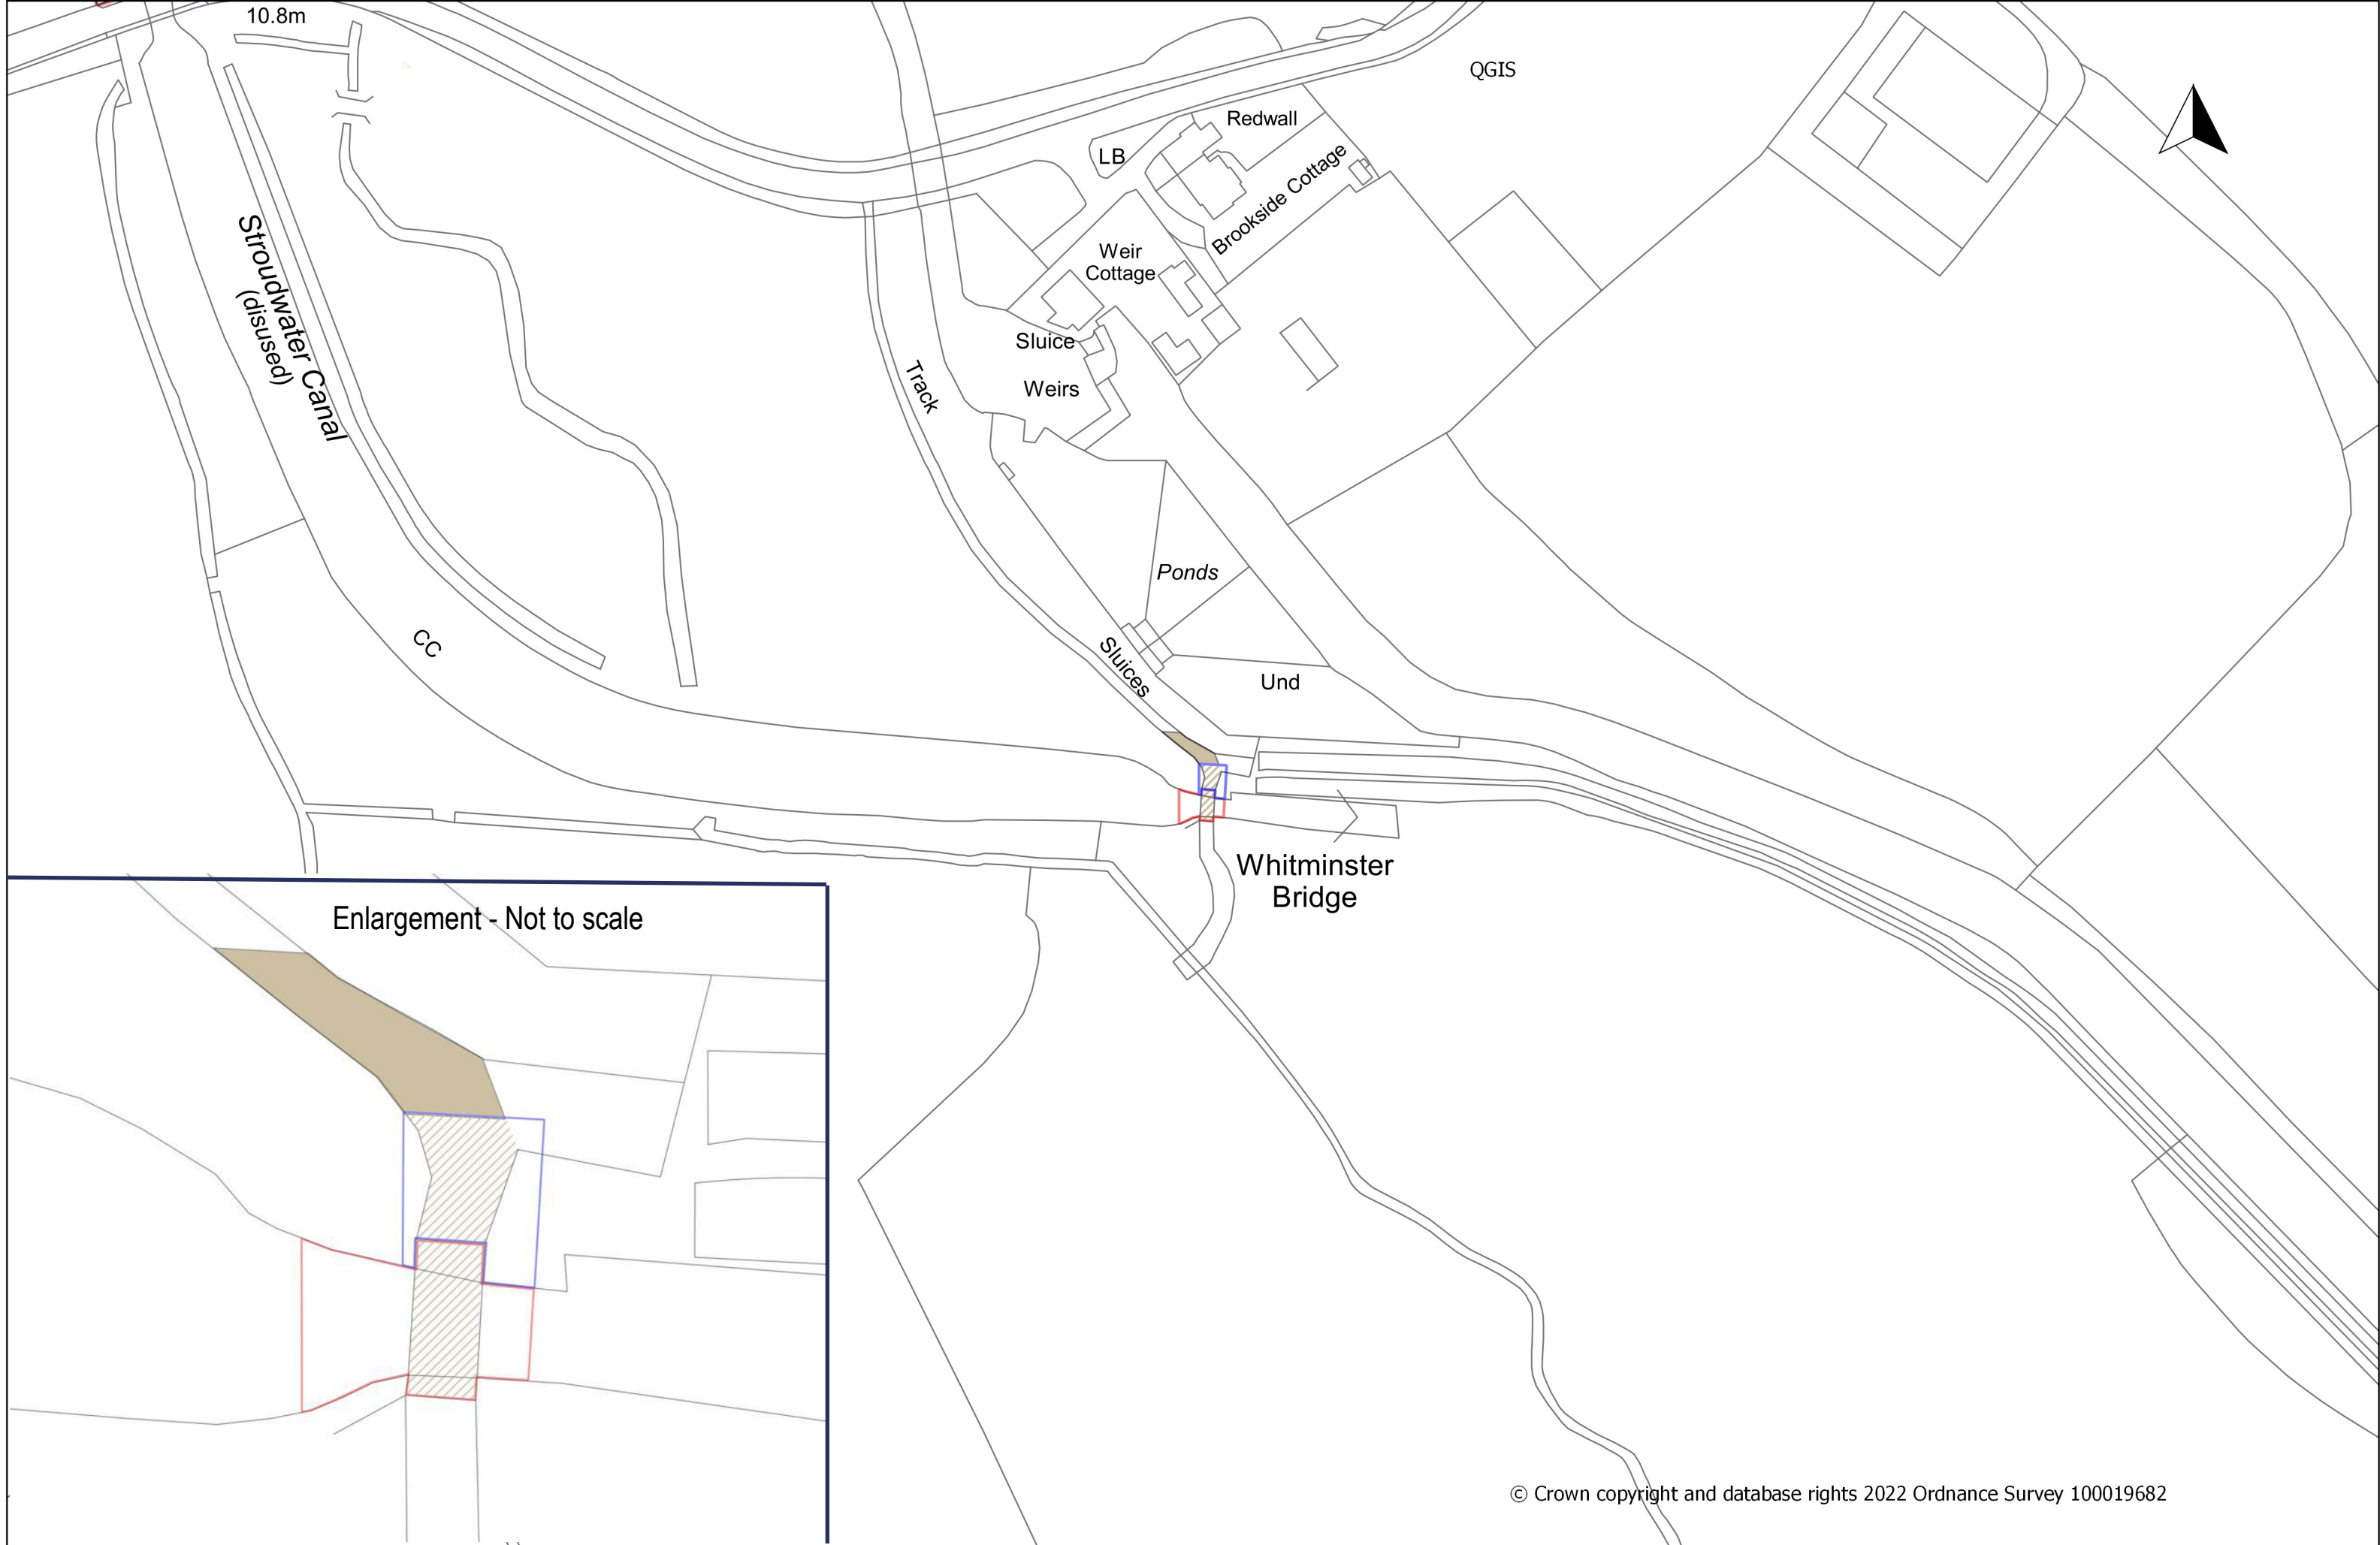 10.8m
QGIS
Redwall
LB
Brookside Cottage
Stroudwater Canal
(disused)
Weir
Cottage
Sluice
Track
Weirs
Ponds
CC
Sluices
Und
Whitminster
Bridge
Enlargement - Not to scale
© Crown copyright and database rights 2022 Ordnance Survey 100019682